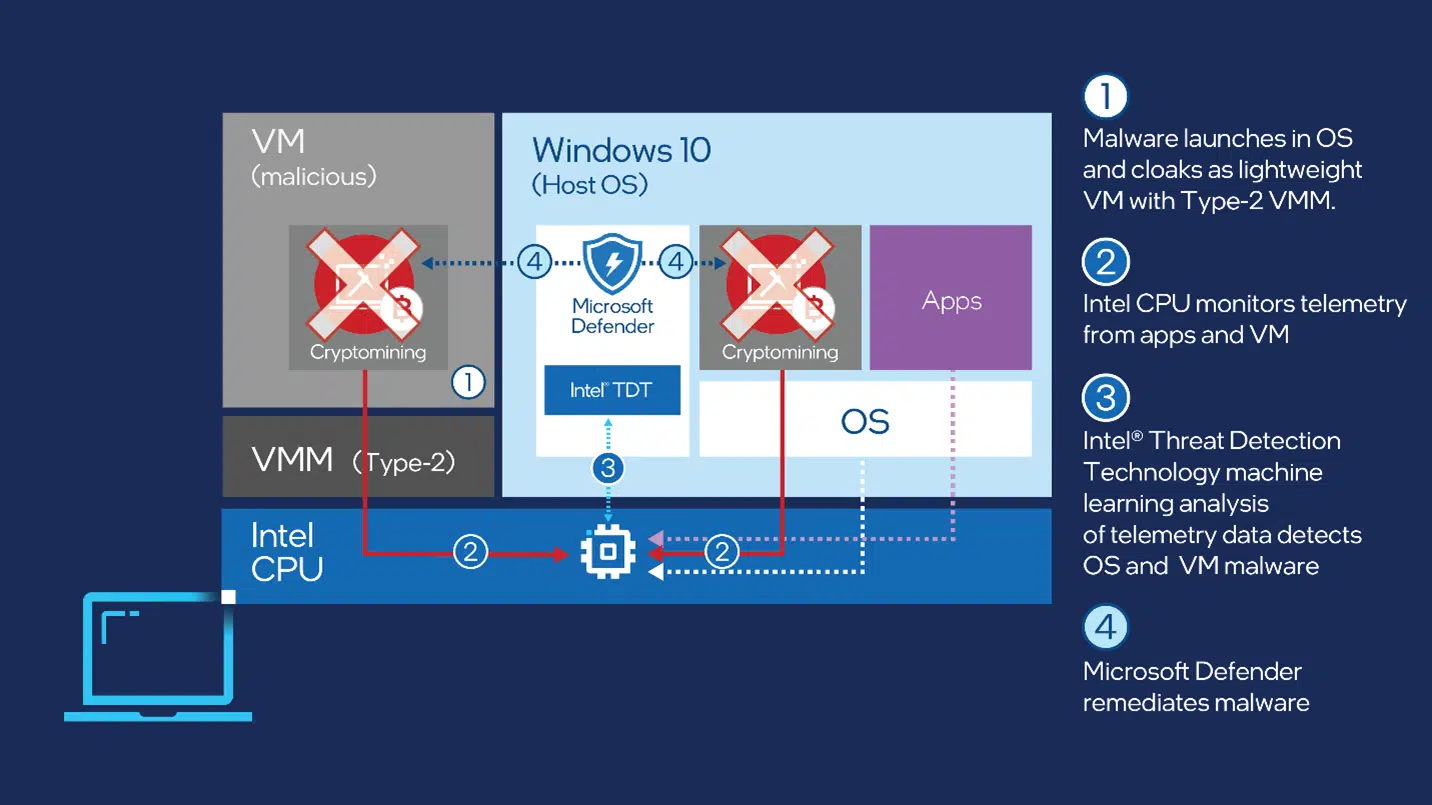 VM
(malicious)
Cryptomining
1
VMM (Type-2)
Windows 10
(Host OS)
4
4
Microsoft
Defender
Intel® TDT
3
Cryptomining
Apps
OS
Intel
CPU
2
2
1
Malware launches in OS
and cloaks as lightweight
VM with Type-2 VMM.
2
Intel CPU monitors telemetry
from apps and VM
3
Intel® Threat Detection
Technology machine
learning analysis
of telemetry data detects
OS and VM malware
4
Microsoft Defender
remediates malware